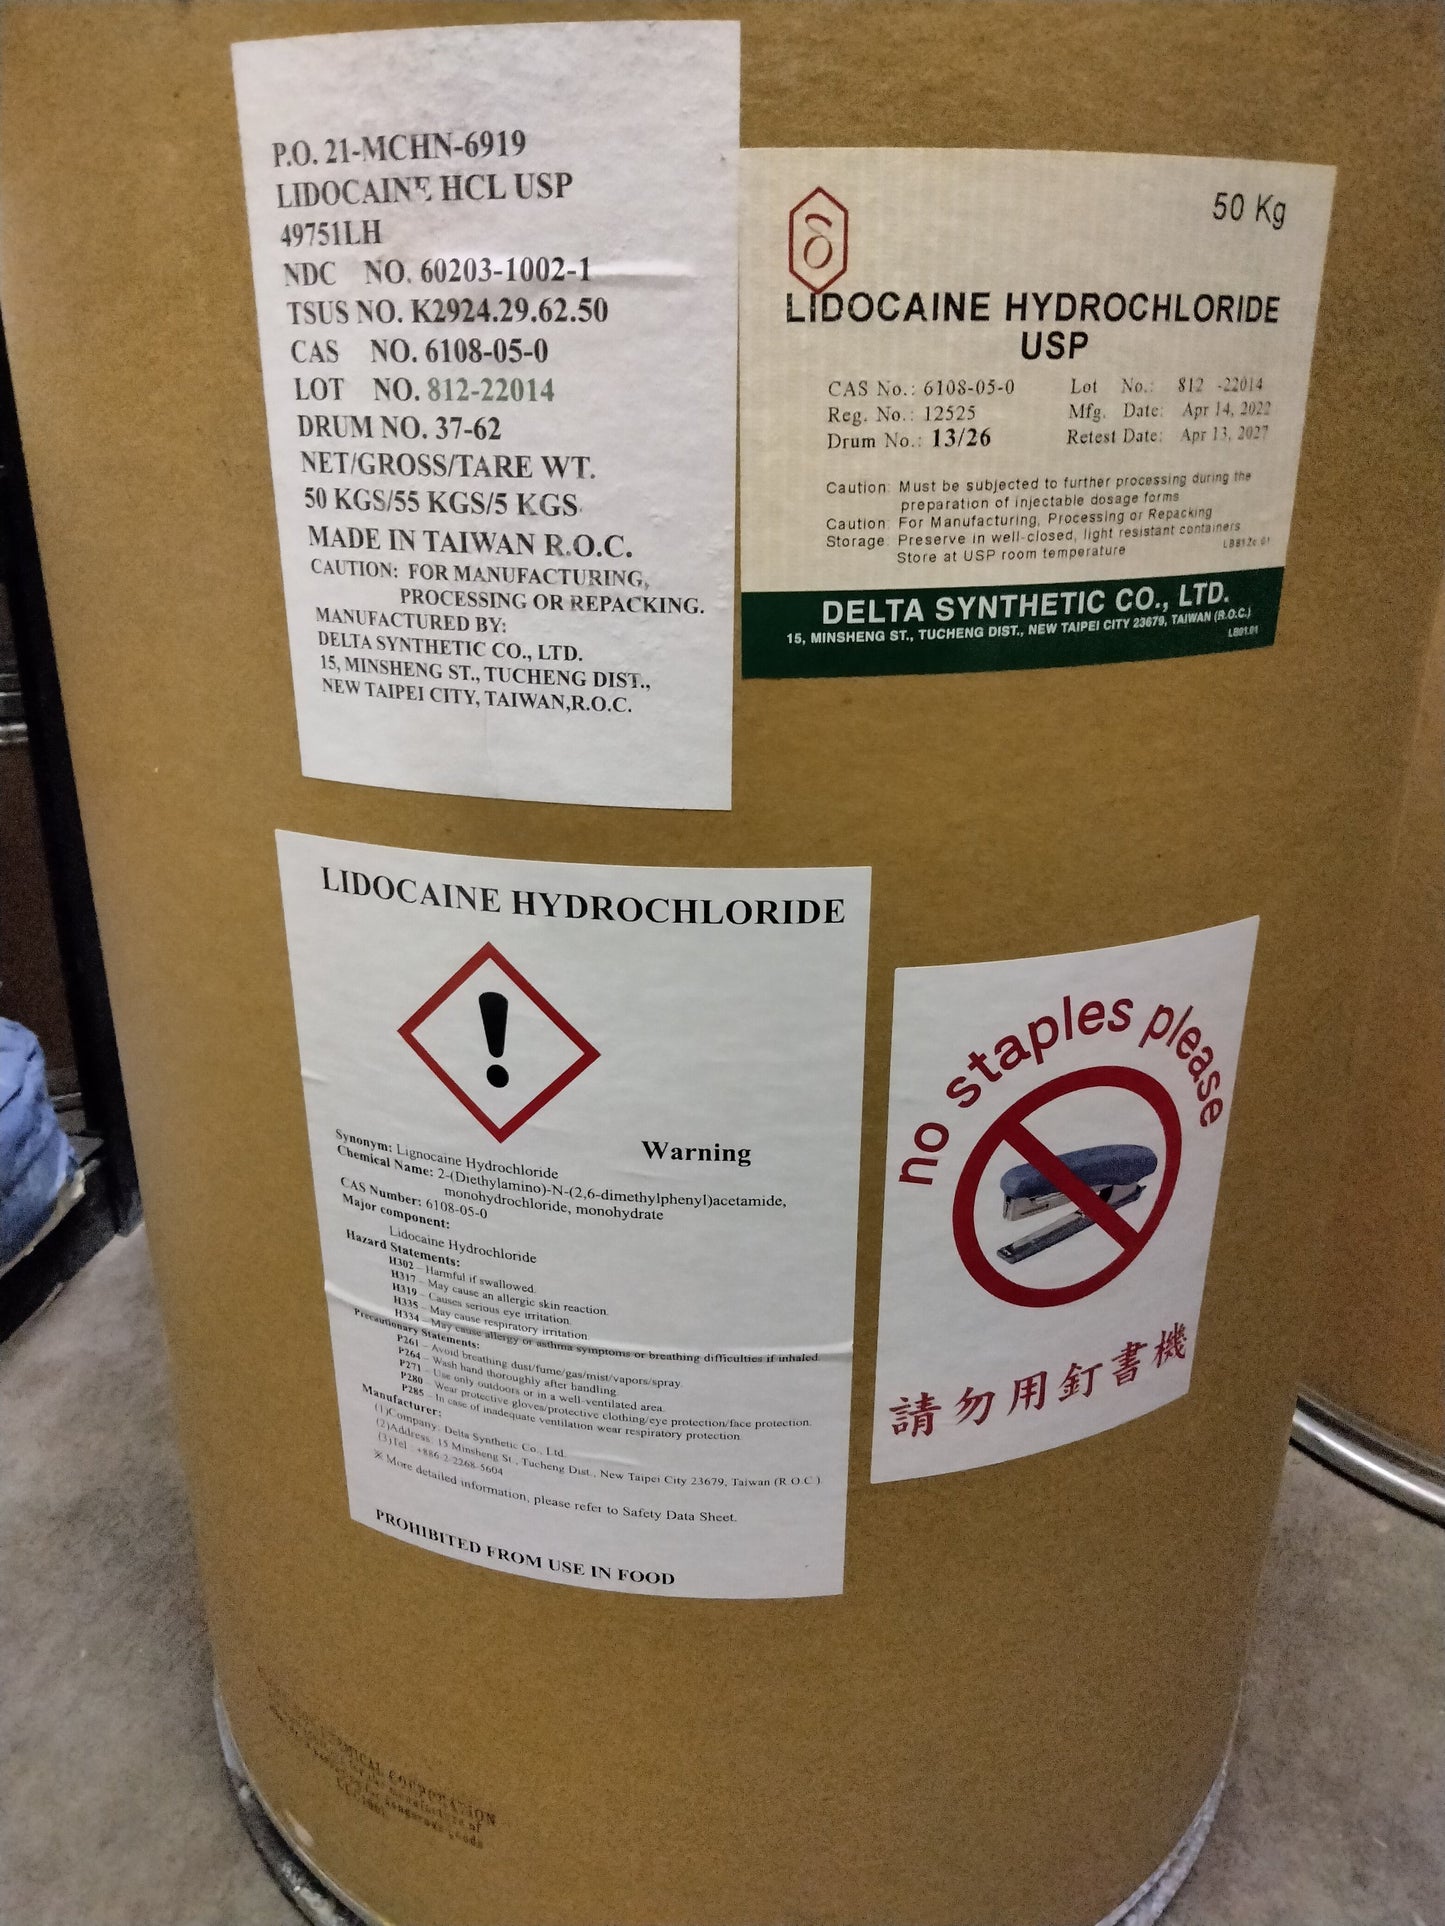 P.O. 21-MCHN-6919
LIDOCAINE HCL USP
49751LH
NDC NO. 60203-1002-1
TSUS NO. K2924.29.62.50
CAS NO. 6108-05-0
LOT NO. 812-22014
DRUM NO. 37-62
NET/GROSS/TARE WT.
50 KGS/55 KGS/5 KGS
MADE IN TAIWAN R.O.C.
CAUTION: FOR MANUFACTURING,
PROCESSING OR REPACKING.
MANUFACTURED BY:
DELTA SYNTHETIC CO., LTD.
15, MINSHENG ST., TUCHENG DIST.,
NEW TAIPEI CITY, TAIWAN,R.O.C.
50 Kg
δ
LIDOCAINE HYDROCHLORIDE
USP
CAS No.: 6108-05-0 Lot No.: 812 -22014
Reg. No.: 12525 Mfg. Date: Apr 14, 2022
Drum No.: 13/26 Retest Date: Apr 13, 2027
Caution: Must be subjected to further processing during the
preparation of injectable dosage forms
Caution: For Manufacturing, Processing or Repacking
Storage: Preserve in well-closed, light resistant containers
Store at USP room temperature LB812c.01
DELTA SYNTHETIC CO., LTD.
15, MINSHENG ST., TUCHENG DIST., NEW TAIPEI CITY 23679, TAIWAN (R.O.C.)
LB01.01
LIDOCAINE HYDROCHLORIDE
!
Warning
Synonym: Lignocaine Hydrochloride
Chemical Name: 2-(Diethylamino)-N-(2,6-dimethylphenyl)acetamide,
monohydrochloride, monohydrate
CAS Number: 6108-05-0
Major component:
Lidocaine Hydrochloride
Hazard Statements:
H302 – Harmful if swallowed.
H317 – May cause an allergic skin reaction.
H319 – Causes serious eye irritation.
H335 – May cause respiratory irritation.
H334 – May cause allergy or asthma symptoms or breathing difficulties if inhaled.
Precautionary Statements:
P261 – Avoid breathing dust/fume/gas/mist/vapors/spray.
P264 – Wash hand thoroughly after handling.
P271 – Use only outdoors or in a well-ventilated area.
P280 – Wear protective gloves/protective clothing/eye protection/face protection.
P285 – In case of inadequate ventilation wear respiratory protection.
Manufacturer:
(1)Company: Delta Synthetic Co., Ltd.
(2)Address: 15 Minsheng St., Tucheng Dist., New Taipei City 23679, Taiwan (R.O.C.)
(3)Tel: +886-2-2268-5604
※ More detailed information, please refer to Safety Data Sheet.
PROHIBITED FROM USE IN FOOD
no staples please
請勿用釘書機
CORPORATION